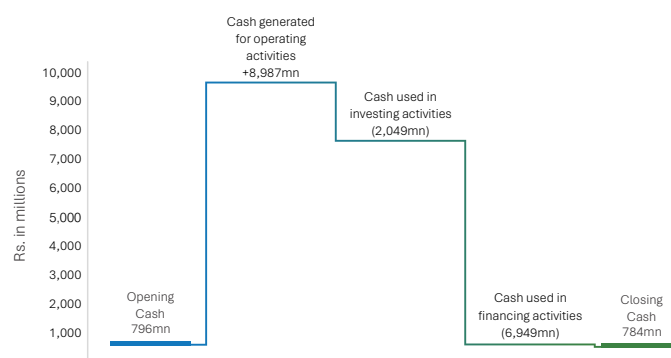 Cash generated
for operating
activities
+8,987mn
Cash used in
investing activities
(2,049mn)
Rs. in millions
10,000
9,000
8,000
7,000
6,000
5,000
4,000
3,000
2,000
1,000
Opening
Cash
796mn
Cash used in
financing activities
(6,949mn)
Closing
Cash
784mn